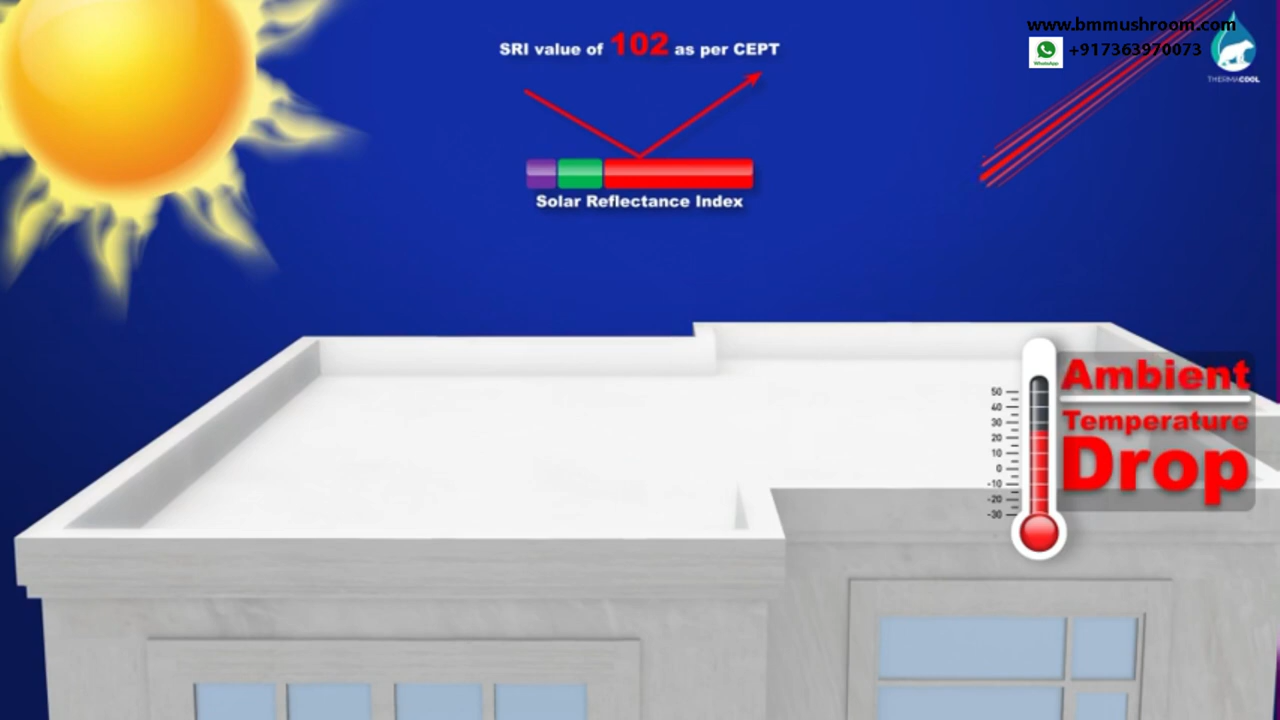 www.bmmushroom.com
WhatsApp
+917363970073
THERMACOOL
SRI value of 102 as per CEPT
Solar Reflectance Index
Ambient
Temperature
Drop
50
40
30
20
10
0
-10
-20
-30